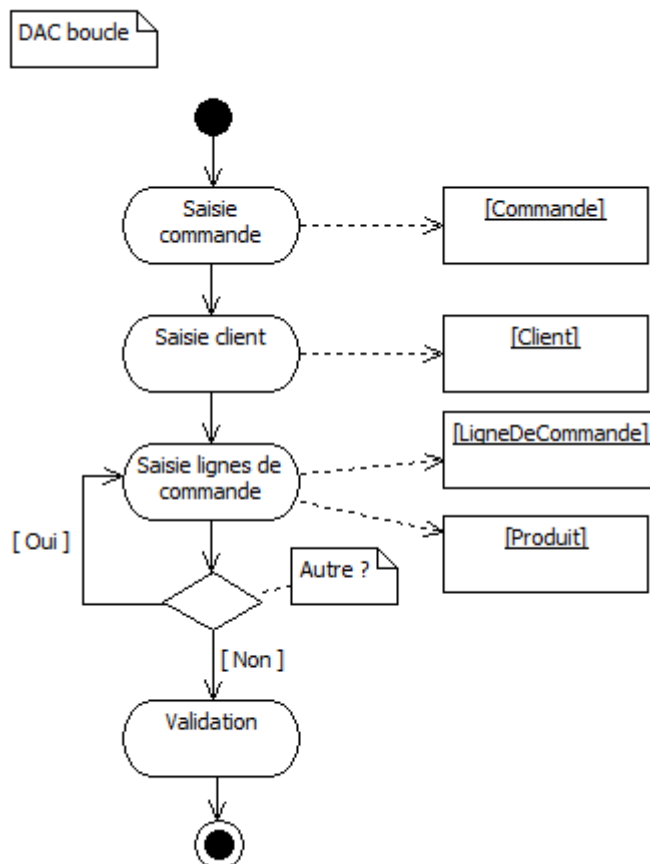 DAC boucle
Saisie
commande
[Commande]
Saisie client
[Client]
Saisie lignes de
commande
[LigneDeCommande]
[Produit]
[ Oui ]
Autre ?
[ Non ]
Validation